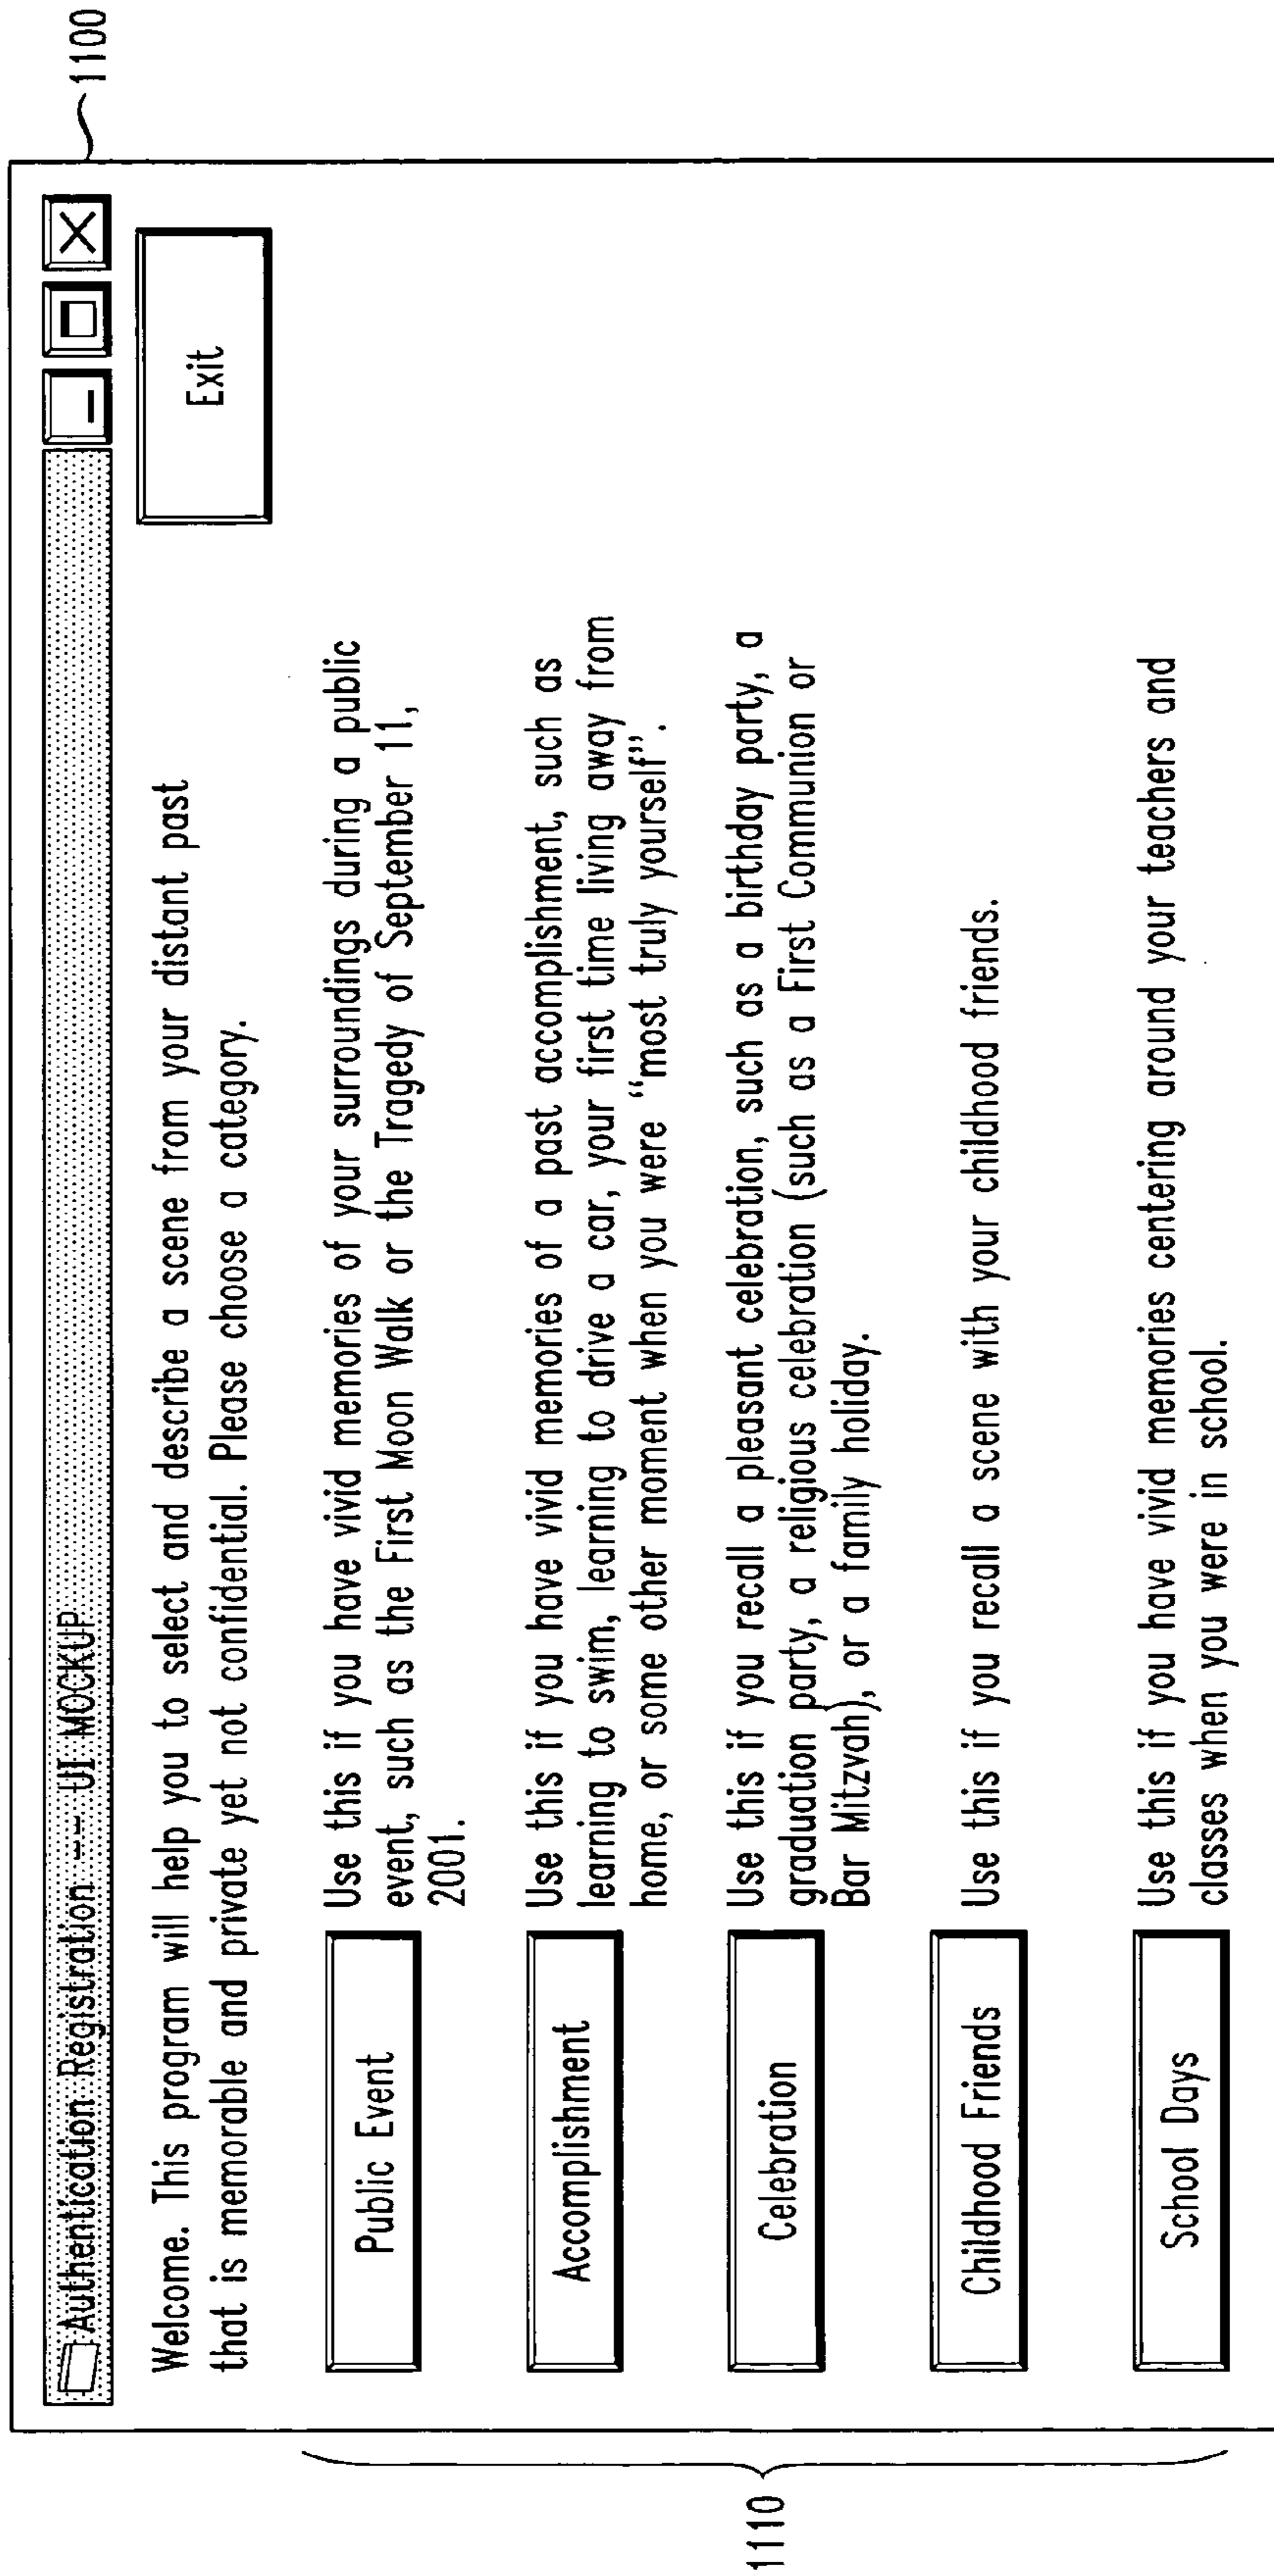 1100
Authentication Registration -- UI MOCKUP
Welcome. This program will help you to select and describe a scene from your distant past
that is memorable and private yet not confidential. Please choose a category.
Exit
Public Event
Use this if you have vivid memories of your surroundings during a public
event, such as the First Moon Walk or the Tragedy of September 11,
2001.
Accomplishment
Use this if you have vivid memories of a past accomplishment, such as
learning to swim, learning to drive a car, your first time living away from
home, or some other moment when you were “most truly yourself”.
Celebration
Use this if you recall a pleasant celebration, such as a birthday party, a
graduation party, a religious celebration (such as a First Communion or
Bar Mitzvah), or a family holiday.
Childhood Friends
Use this if you recall a scene with your childhood friends.
School Days
Use this if you have vivid memories centering around your teachers and
classes when you were in school.
1110